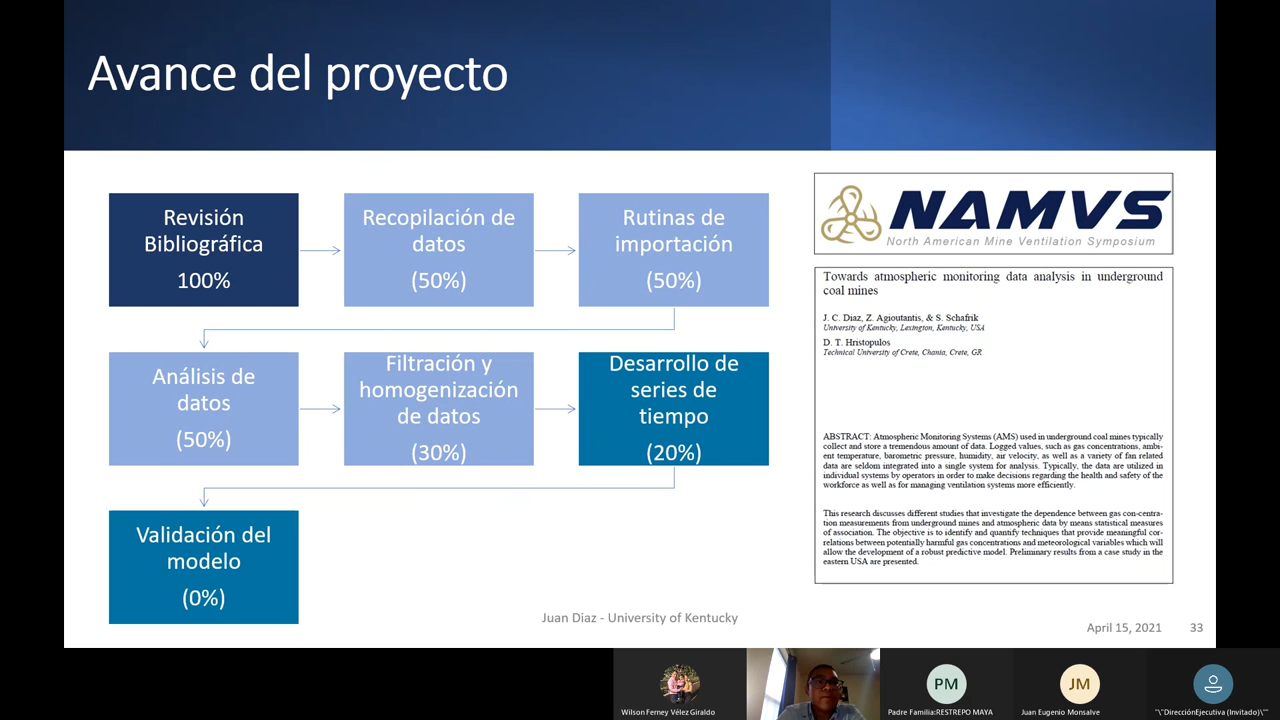 Avance del proyecto
Revisión
Bibliográfica
100%
Recopilación de
datos
(50%)
Rutinas de
importación
(50%)
Análisis de
datos
(50%)
Filtración y
homogenización
de datos
(30%)
Desarrollo de
series de
tiempo
(20%)
Validación del
modelo
(0%)
NAMVS
North American Mine Ventilation Symposium
Towards atmospheric monitoring data analysis in underground
coal mines
J. C. Diaz, Z. Agioutantis, & S. Schafrik
University of Kentucky, Lexington, Kentucky, USA
D. T. Hristopulos
Technical University of Crete, Chania, Crete, GR
ABSTRACT: Atmospheric Monitoring Systems (AMS) used in underground coal mines typically
collect and store a tremendous amount of data. Logged values, such as gas concentrations, ambi-
ent temperature, barometric pressure, humidity, air velocity, as well as a variety of fan related
data are seldom integrated into a single system for analysis. Typically, the data are utilized in
individual systems by operators in order to make decisions regarding the health and safety of the
workforce as well as for managing ventilation systems more efficiently.
This research discusses different studies that investigate the dependence between gas con-centra-
tion measurements from underground mines and atmospheric data by means statistical measures
of association. The objective is to identify and quantify techniques that provide meaningful cor-
relations between potentially harmful gas concentrations and meteorological variables which will
allow the development of a robust predictive model. Preliminary results from a case study in the
eastern USA are presented.
Juan Diaz - University of Kentucky
April 15, 2021
33
Wilson Ferney Vélez Giraldo
PM
Padre Familia:RESTREPO MAYA
JM
Juan Eugenio Monsalve
"\"DirecciónEjecutiva (Invitado)\""